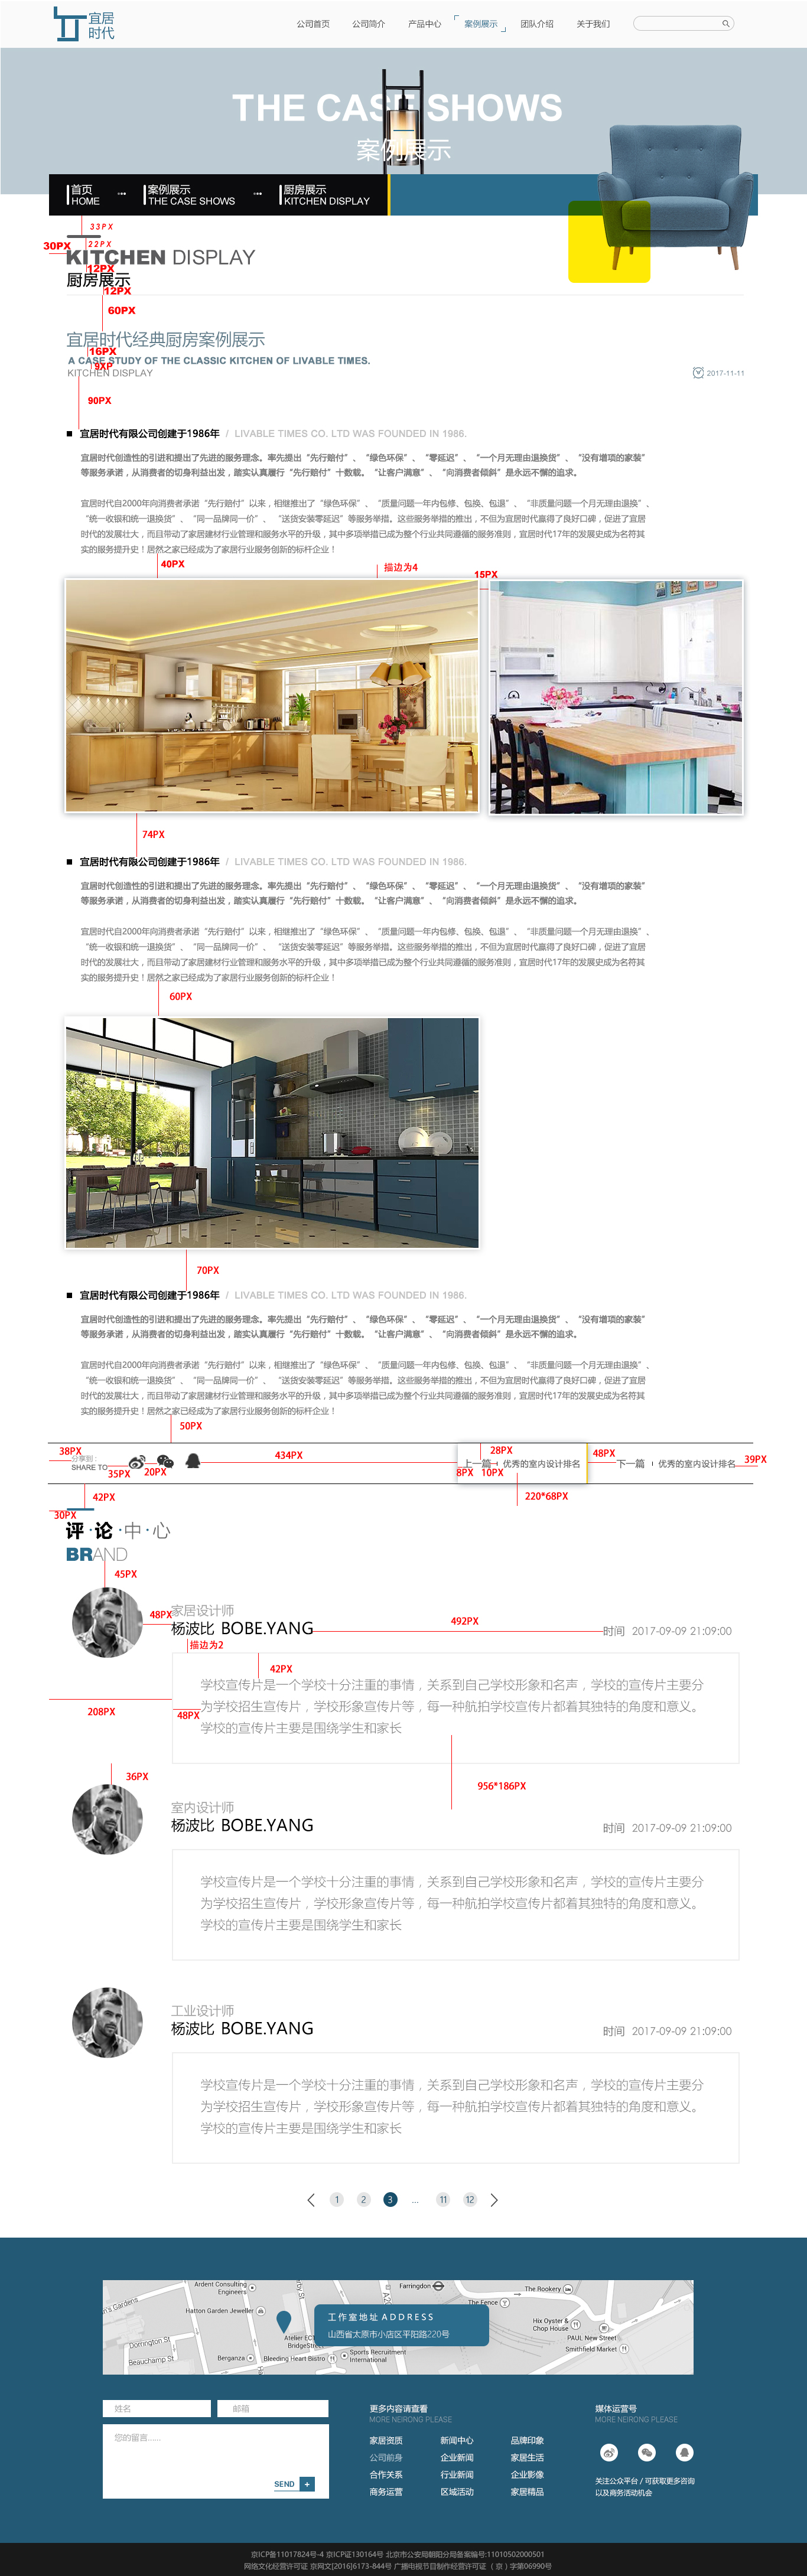 宜居
时代
公司首页 公司简介 产品中心 案例展示 团队介绍 关于我们
THE CASE SHOWS
案例展示
首页 案例展示 厨房展示
HOME THE CASE SHOWS KITCHEN DISPLAY
33PX
30PX
22PX
KITCHEN DISPLAY
12PX
厨房展示
12PX
60PX
宜居时代经典厨房案例展示
16PX
A CASE STUDY OF THE CLASSIC KITCHEN OF LIVABLE TIMES.
9XP
KITCHEN DISPLAY
2017-11-11
90PX
宜居时代有限公司创建于1986年 / LIVABLE TIMES CO. LTD WAS FOUNDED IN 1986.
宜居时代创造性的引进和提出了先进的服务理念。率先提出“先行赔付”、“绿色环保”、“零延迟”、“一个月无理由退换货”、“没有增项的家装”
等服务承诺，从消费者的切身利益出发，踏实认真履行“先行赔付”十数载。“让客户满意”、“向消费者倾斜”是永远不懈的追求。
宜居时代自2000年向消费者承诺“先行赔付”以来，相继推出了“绿色环保”、“质量问题一年内包修、包换、包退”、“非质量问题一个月无理由退换”、
“统一收银和统一退换货”、“同一品牌同一价”、“送货安装零延迟”等服务举措。这些服务举措的推出，不但为宜居时代赢得了良好口碑，促进了宜居
时代的发展壮大，而且带动了家居建材行业管理和服务水平的升级，其中多项举措已成为整个行业共同遵循的服务准则，宜居时代17年的发展史成为名符其
实的服务提升史！居然之家已经成为了家居行业服务创新的标杆企业！
40PX
描边为4
15PX
74PX
宜居时代有限公司创建于1986年 / LIVABLE TIMES CO. LTD WAS FOUNDED IN 1986.
宜居时代创造性的引进和提出了先进的服务理念。率先提出“先行赔付”、“绿色环保”、“零延迟”、“一个月无理由退换货”、“没有增项的家装”
等服务承诺，从消费者的切身利益出发，踏实认真履行“先行赔付”十数载。“让客户满意”、“向消费者倾斜”是永远不懈的追求。
宜居时代自2000年向消费者承诺“先行赔付”以来，相继推出了“绿色环保”、“质量问题一年内包修、包换、包退”、“非质量问题一个月无理由退换”、
“统一收银和统一退换货”、“同一品牌同一价”、“送货安装零延迟”等服务举措。这些服务举措的推出，不但为宜居时代赢得了良好口碑，促进了宜居
时代的发展壮大，而且带动了家居建材行业管理和服务水平的升级，其中多项举措已成为整个行业共同遵循的服务准则，宜居时代17年的发展史成为名符其
实的服务提升史！居然之家已经成为了家居行业服务创新的标杆企业！
60PX
70PX
宜居时代有限公司创建于1986年 / LIVABLE TIMES CO. LTD WAS FOUNDED IN 1986.
宜居时代创造性的引进和提出了先进的服务理念。率先提出“先行赔付”、“绿色环保”、“零延迟”、“一个月无理由退换货”、“没有增项的家装”
等服务承诺，从消费者的切身利益出发，踏实认真履行“先行赔付”十数载。“让客户满意”、“向消费者倾斜”是永远不懈的追求。
宜居时代自2000年向消费者承诺“先行赔付”以来，相继推出了“绿色环保”、“质量问题一年内包修、包换、包退”、“非质量问题一个月无理由退换”、
“统一收银和统一退换货”、“同一品牌同一价”、“送货安装零延迟”等服务举措。这些服务举措的推出，不但为宜居时代赢得了良好口碑，促进了宜居
时代的发展壮大，而且带动了家居建材行业管理和服务水平的升级，其中多项举措已成为整个行业共同遵循的服务准则，宜居时代17年的发展史成为名符其
实的服务提升史！居然之家已经成为了家居行业服务创新的标杆企业！
50PX
38PX 434PX 28PX 48PX 39PX
分享到：
SHARE TO
上一篇 优秀的室内设计排名 下一篇 优秀的室内设计排名
35PX 20PX 8PX 10PX
42PX 220*68PX
30PX
评·论·中·心
BRAND
45PX
家居设计师
48PX
杨波比 BOBE.YANG
492PX
时间 2017-09-09 21:09:00
描边为2
42PX
学校宣传片是一个学校十分注重的事情，关系到自己学校形象和名声，学校的宣传片主要分
为学校招生宣传片，学校形象宣传片等，每一种航拍学校宣传片都着其独特的角度和意义。
学校的宣传片主要是围绕学生和家长
208PX
48PX
36PX
956*186PX
室内设计师
杨波比 BOBE.YANG
时间 2017-09-09 21:09:00
学校宣传片是一个学校十分注重的事情，关系到自己学校形象和名声，学校的宣传片主要分
为学校招生宣传片，学校形象宣传片等，每一种航拍学校宣传片都着其独特的角度和意义。
学校的宣传片主要是围绕学生和家长
工业设计师
杨波比 BOBE.YANG
时间 2017-09-09 21:09:00
学校宣传片是一个学校十分注重的事情，关系到自己学校形象和名声，学校的宣传片主要分
为学校招生宣传片，学校形象宣传片等，每一种航拍学校宣传片都着其独特的角度和意义。
学校的宣传片主要是围绕学生和家长
1 2 3 ... 11 12
Ardent Consulting
Engineers
Farringdon
The Rookery
The Fence
Hatton Garden Jeweller
工作室地址 ADDRESS
山西省太原市小店区平阳路220号
Hix Oyster &
Chop House
PAUL New Street
Smithfield Market
Dorrington St
Beauchamp St
Berganza
Bleeding Heart Bistro
Sports Recruitment
International
姓名 邮箱
您的留言......
SEND +
更多内容请查看
MORE NEIRONG PLEASE
家居资质 新闻中心 品牌印象
公司前身 企业新闻 家居生活
合作关系 行业新闻 企业影像
商务运营 区域活动 家居精品
媒体运营号
MORE NEIRONG PLEASE
关注公众平台 / 可获取更多咨询
以及商务活动机会
京ICP备11017824号-4 京ICP证130164号 北京市公安局朝阳分局备案编号:11010502000501
网络文化经营许可证 京网文[2016]6173-844号 广播电视节目制作经营许可证 （京）字第06990号